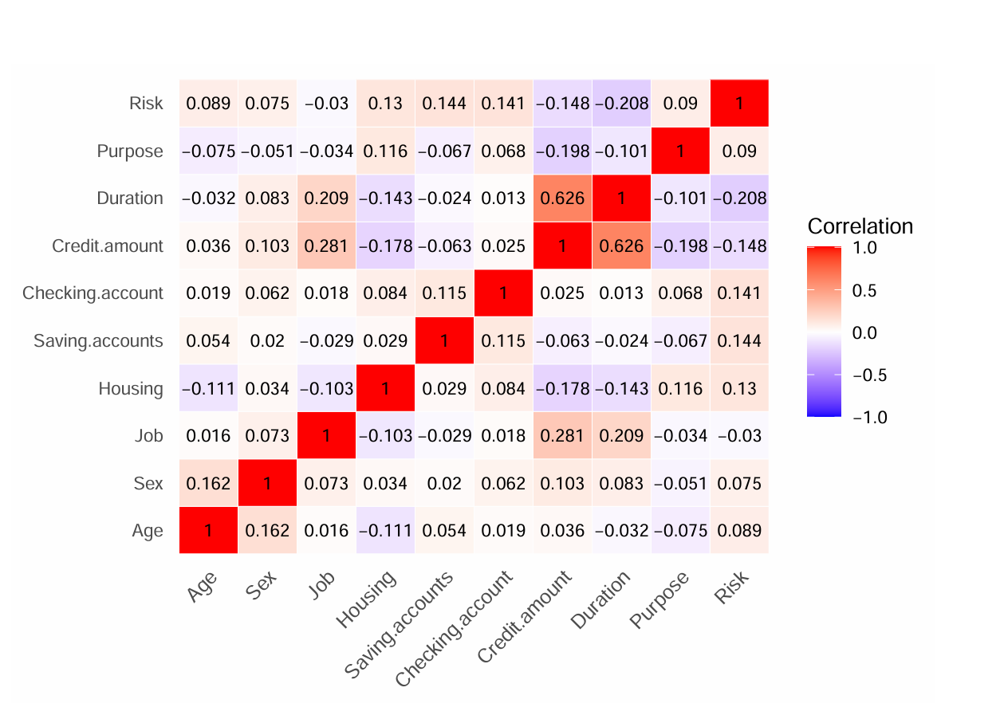 Risk 0.089 0.075 −0.03 0.13 0.144 0.141 −0.148 −0.208 0.09 1
Purpose −0.075 −0.051 −0.034 0.116 −0.067 0.068 −0.198 −0.101 1 0.09
Duration −0.032 0.083 0.209 −0.143 −0.024 0.013 0.626 1 −0.101 −0.208
Credit.amount 0.036 0.103 0.281 −0.178 −0.063 0.025 1 0.626 −0.198 −0.148
Checking.account 0.019 0.062 0.018 0.084 0.115 1 0.025 0.013 0.068 0.141
Saving.accounts 0.054 0.02 −0.029 0.029 1 0.115 −0.063 −0.024 −0.067 0.144
Housing −0.111 0.034 −0.103 1 0.029 0.084 −0.178 −0.143 0.116 0.13
Job 0.016 0.073 1 −0.103 −0.029 0.018 0.281 0.209 −0.034 −0.03
Sex 0.162 1 0.073 0.034 0.02 0.062 0.103 0.083 −0.051 0.075
Age 1 0.162 0.016 −0.111 0.054 0.019 0.036 −0.032 −0.075 0.089
Age Sex Job Housing Saving.accounts Checking.account Credit.amount Duration Purpose Risk
Correlation
1.0
0.5
0.0
−0.5
−1.0